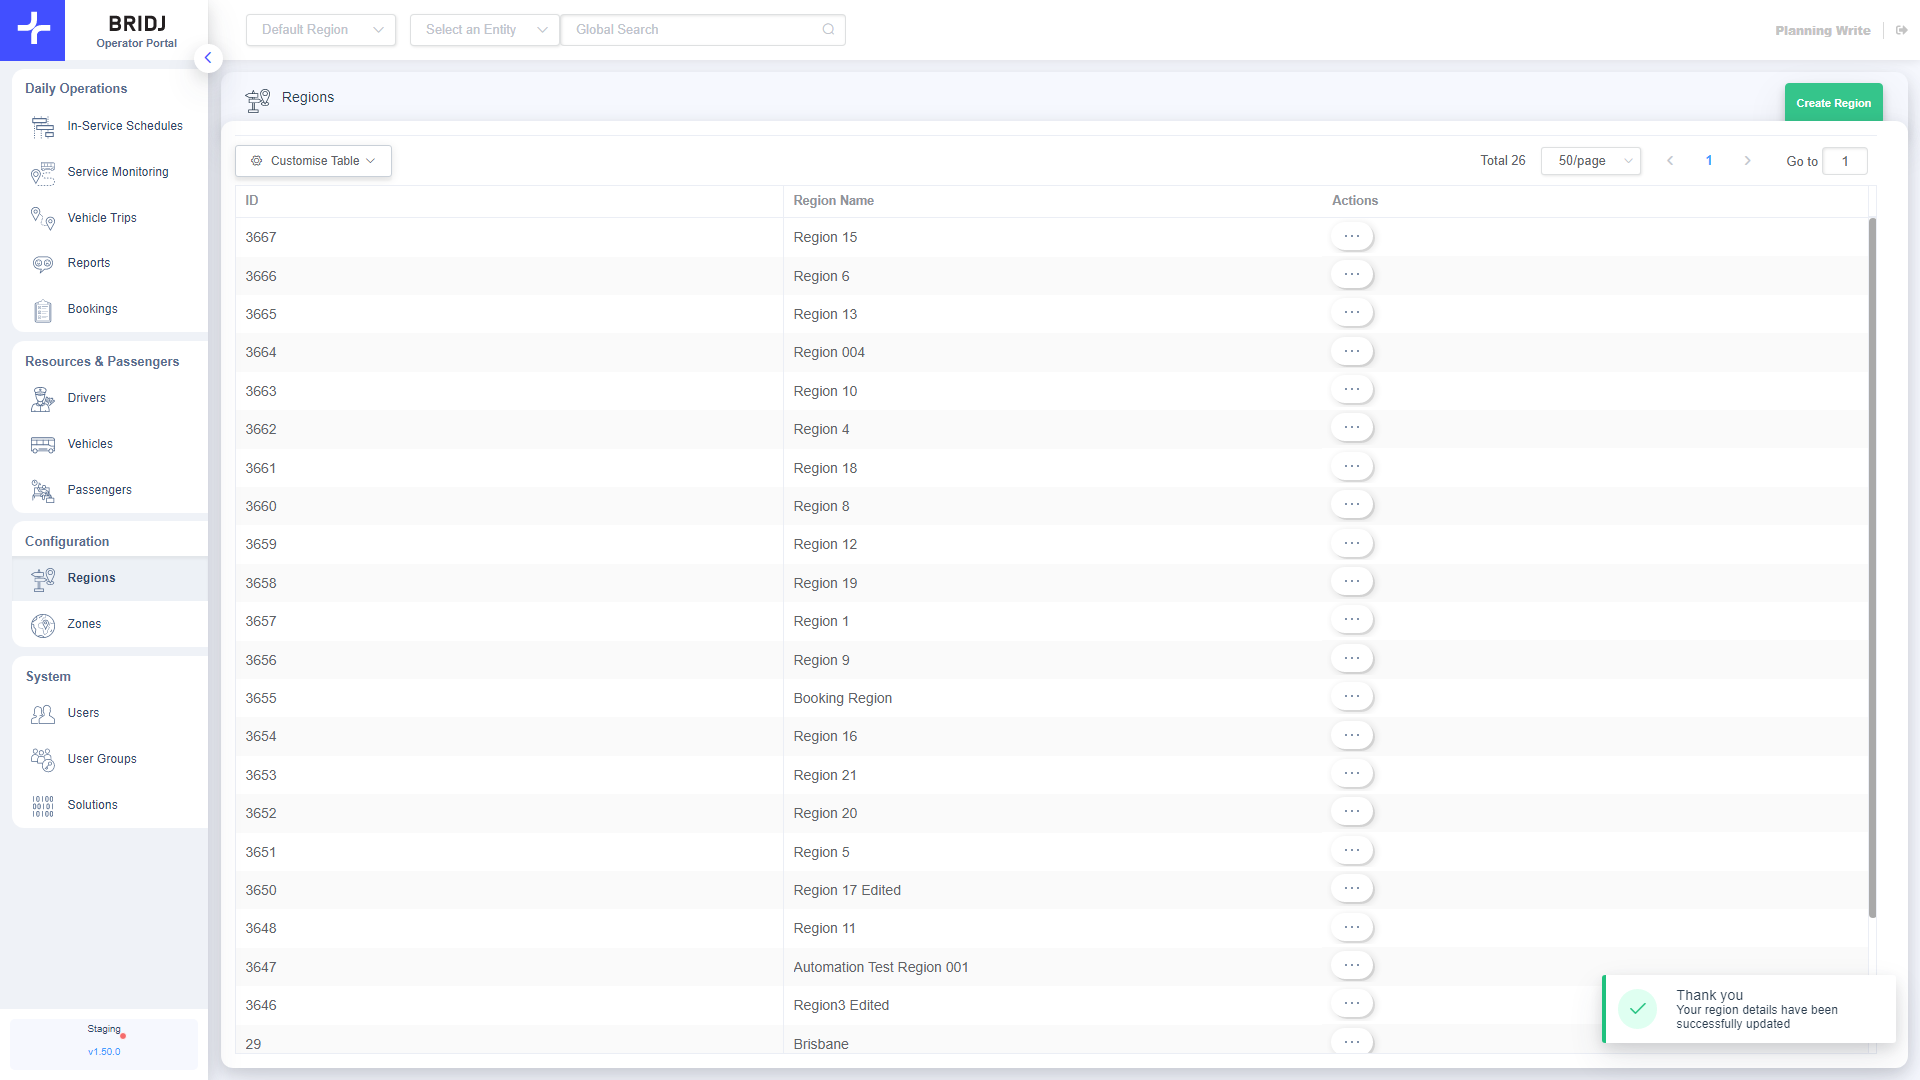 BRIDJ
Operator Portal
Default Region
Select an Entity
Global Search
Planning Write
Daily Operations
In-Service Schedules
Service Monitoring
Vehicle Trips
Reports
Bookings
Resources & Passengers
Drivers
Vehicles
Passengers
Configuration
Regions
Zones
System
Users
User Groups
Solutions
Staging
v1.50.0
Regions
Create Region
Customise Table
Total 26
50/page
1
Go to
1
ID Region Name Actions
3667 Region 15
3666 Region 6
3665 Region 13
3664 Region 004
3663 Region 10
3662 Region 4
3661 Region 18
3660 Region 8
3659 Region 12
3658 Region 19
3657 Region 1
3656 Region 9
3655 Booking Region
3654 Region 16
3653 Region 21
3652 Region 20
3651 Region 5
3650 Region 17 Edited
3648 Region 11
3647 Automation Test Region 001
3646 Region3 Edited
29 Brisbane
Thank you
Your region details have been
successfully updated